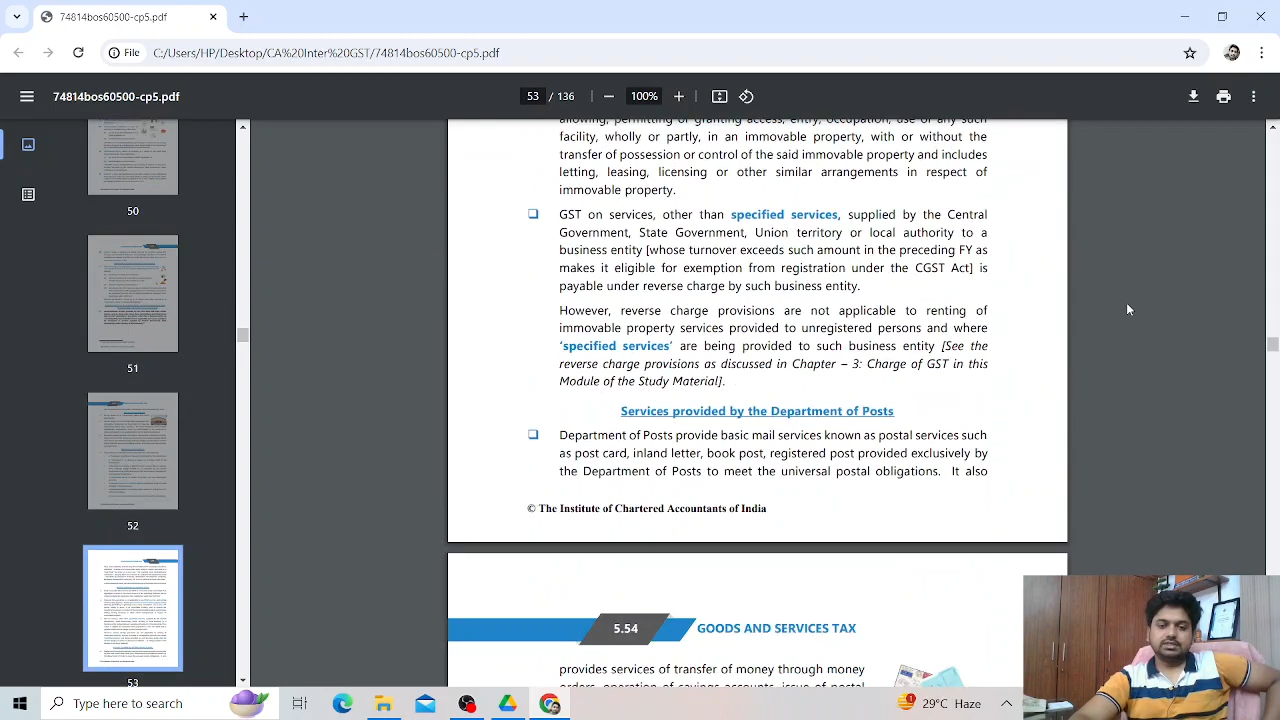 74814bos60500-cp5.pdf
File C:/Users/HP/Desktop/CA%20Inter%20GST/74814bos60500-cp5.pdf
74814bos60500-cp5.pdf 53 / 136 100%
facility, wholly or partly, in an immovable property, with or without the
transfer of possession or control of the said immovable property and includes
letting, leasing, licensing or other similar arrangements in respect of
immovable property.
50
GST on services, other than specified services, supplied by the Central
Government, State Government, Union territory or local authority to a
business entity [whose turnover exceeds such amount in the preceding FY as
makes it eligible for exemption from registration under the CGST Act] is
payable under reverse charge by such business entity.
However, reverse charge provisions are not applicable to renting of
immovable property services provided to unregistered persons and where
'specified services' are being provided to such business entity [See the
reverse charge provisions as discussed in Chapter – 3: Charge of GST in this
Module of the Study Material].
51
Services provided by the Department of Posts
Department of Posts provide basic mail services known as postal services such
as post card, inland letter, book post, registered post provided exclusively by
the Department of Posts to meet the universal postal obligations. It also
© The Institute of Chartered Accountants of India
52
5.54 GOODS AND SERVICES TAX
provides services of transfer of money through money
53
Type here to search
29°C Haze